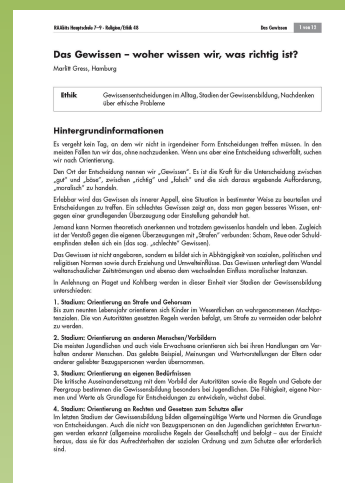 RAAbits Hauptschule 7–9 · Religion/Ethik 48
Das Gewissen
1 von 12
Das Gewissen – woher wissen wir, was richtig ist?
Marlitt Gress, Hamburg
Ethik
Gewissensentscheidungen im Alltag, Stadien der Gewissensbildung, Nachdenken
über ethische Probleme
Hintergrundinformationen
Es vergeht kein Tag, an dem wir nicht in irgendeiner Form Entscheidungen treffen müssen. In den
meisten Fällen tun wir das, ohne nachzudenken. Wenn uns aber eine Entscheidung schwerfällt, suchen
wir nach Orientierung.
Den Ort der Entscheidung nennen wir „Gewissen“. Es ist die Kraft für die Unterscheidung zwischen
„gut“ und „böse“, zwischen „richtig“ und „falsch“ und die sich daraus ergebende Aufforderung,
„moralisch“ zu handeln.
Erlebbar wird das Gewissen als innerer Appell, eine Situation in bestimmter Weise zu beurteilen und
Entscheidungen zu treffen. Ein schlechtes Gewissen zeigt an, dass man gegen besseres Wissen, ent-
gegen einer grundlegenden Überzeugung oder Einstellung gehandelt hat.
Jemand kann Normen theoretisch anerkennen und trotzdem gewissenlos handeln und leben. Zugleich
ist der Verstoß gegen die eigenen Überzeugungen mit „Strafen“ verbunden: Scham, Reue oder Schuld-
empfinden stellen sich ein (das sog. „schlechte“ Gewissen).
Das Gewissen ist nicht angeboren, sondern es bildet sich in Abhängigkeit von sozialen, politischen und
religiösen Normen sowie durch Erziehung und Umwelteinflüsse. Das Gewissen unterliegt dem Wandel
weltanschaulicher Zeitströmungen und ebenso dem wechselnden Einfluss moralischer Instanzen.
In Anlehnung an Piaget und Kohlberg werden in dieser Einheit vier Stadien der Gewissensbildung
unterschieden:
1. Stadium: Orientierung an Strafe und Gehorsam
Bis zum neunten Lebensjahr orientieren sich Kinder im Wesentlichen an wahrgenommenen Machtpo-
tenzialen. Die von Autoritäten gesetzten Regeln werden befolgt, um Strafe zu vermeiden oder belohnt
zu werden.
2. Stadium: Orientierung an anderen Menschen/Vorbildern
Die meisten Jugendlichen und auch viele Erwachsene orientieren sich bei ihren Handlungen am Ver-
halten anderer Menschen. Das gelebte Beispiel, Meinungen und Wertvorstellungen der Eltern oder
anderer geliebter Bezugspersonen werden übernommen.
3. Stadium: Orientierung an eigenen Bedürfnissen
Die kritische Auseinandersetzung mit dem Vorbild der Autoritäten sowie die Regeln und Gebote der
Peergroup bestimmen die Gewissensbildung besonders bei Jugendlichen. Die Fähigkeit, eigene Nor-
men und Werte als Grundlage für Entscheidungen zu entwickeln, wächst dabei.
4. Stadium: Orientierung an Rechten und Gesetzen zum Schutze aller
Im letzten Stadium der Gewissensbildung bilden allgemeingültige Werte und Normen die Grundlage
von Entscheidungen. Auch die nicht von Bezugspersonen an den Jugendlichen gerichteten Erwartun-
gen werden erkannt (allgemeine moralische Regeln der Gesellschaft) und befolgt – aus der Einsicht
heraus, dass sie für das Aufrechterhalten der sozialen Ordnung und zum Schutze aller erforderlich
sind.